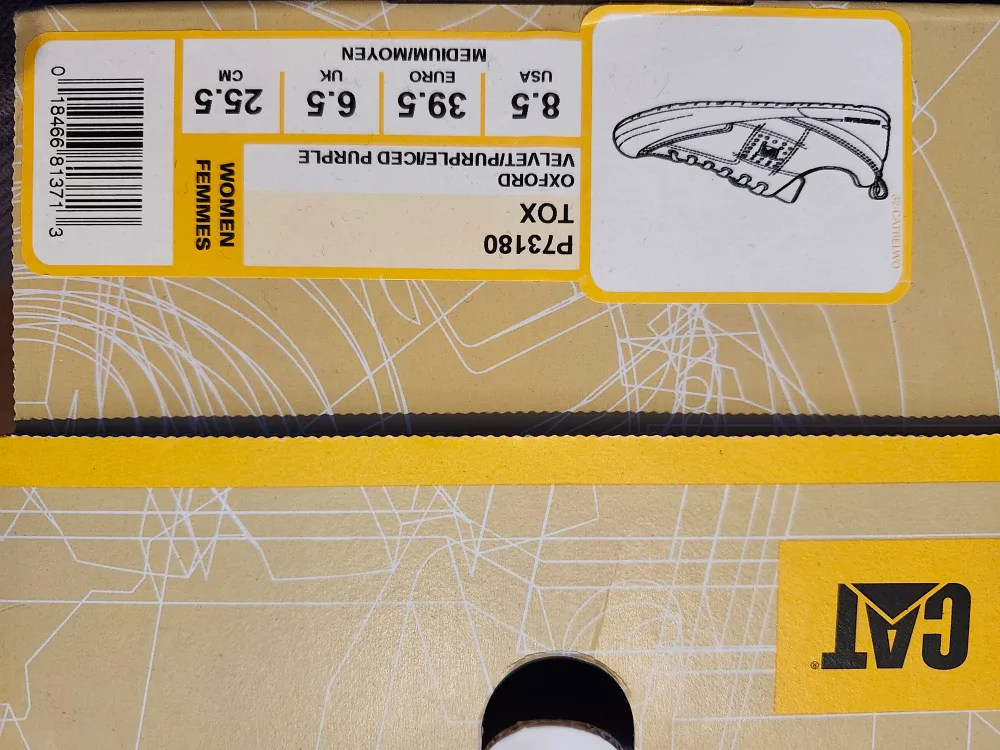 P73180
TOX
OXFORD
VELVET/PURPLE/ICED PURPLE
WOMEN
FEMMES
8.5 39.5 6.5 25.5
USA EURO UK CM
MEDIUM/MOYEN
0 18466 81371 3
CAT®